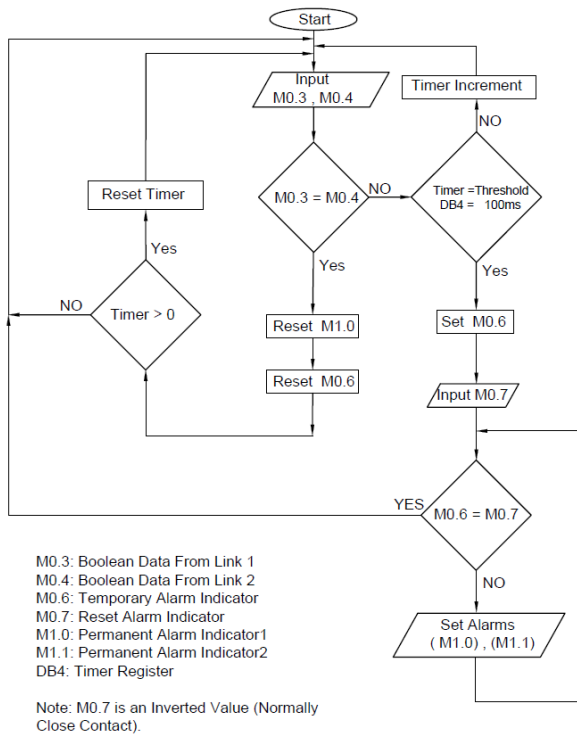 Start
Input
M0.3 , M0.4
Timer Increment
NO
Reset Timer
M0.3 = M0.4
NO
Timer =Threshold
DB4 = 100ms
Yes
Yes
Yes
NO
Timer > 0
Reset M1.0
Set M0.6
Reset M0.6
Input M0.7
YES
M0.6 = M0.7
NO
Set Alarms
( M1.0) , (M1.1)
M0.3: Boolean Data From Link 1
M0.4: Boolean Data From Link 2
M0.6: Temporary Alarm Indicator
M0.7: Reset Alarm Indicator
M1.0: Permanent Alarm Indicator1
M1.1: Permanent Alarm Indicator2
DB4: Timer Register
Note: M0.7 is an Inverted Value (Normally
Close Contact).